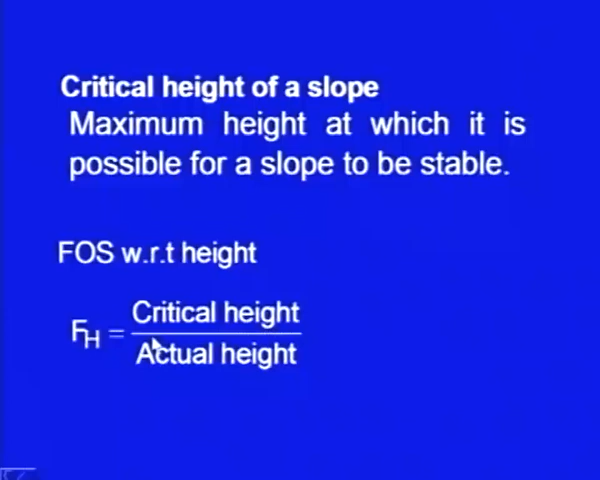 Critical height of a slope
Maximum height at which it is
possible for a slope to be stable.
FOS w.r.t height
F_H = Critical height / Actual height